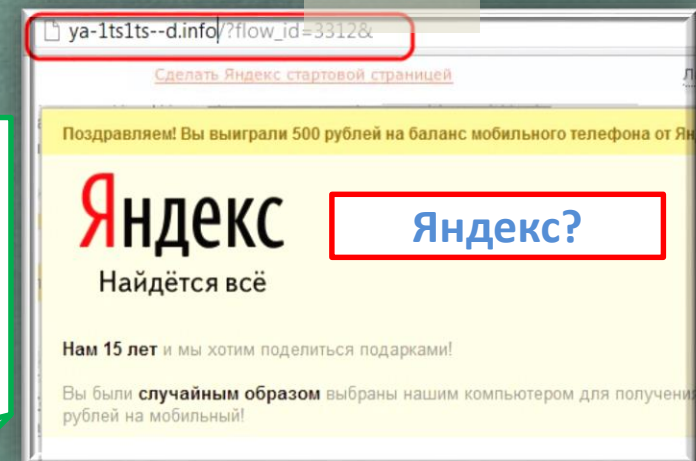 ya-1ts1ts--d.info/?flow_id=3312&
Сделать Яндекс стартовой страницей
Поздравляем! Вы выиграли 500 рублей на баланс мобильного телефона от
Яндекс
Яндекс?
Найдётся всё
Нам 15 лет и мы хотим поделиться подарками!
Вы были случайным образом выбраны нашим компьютером для
рублей на мобильный!